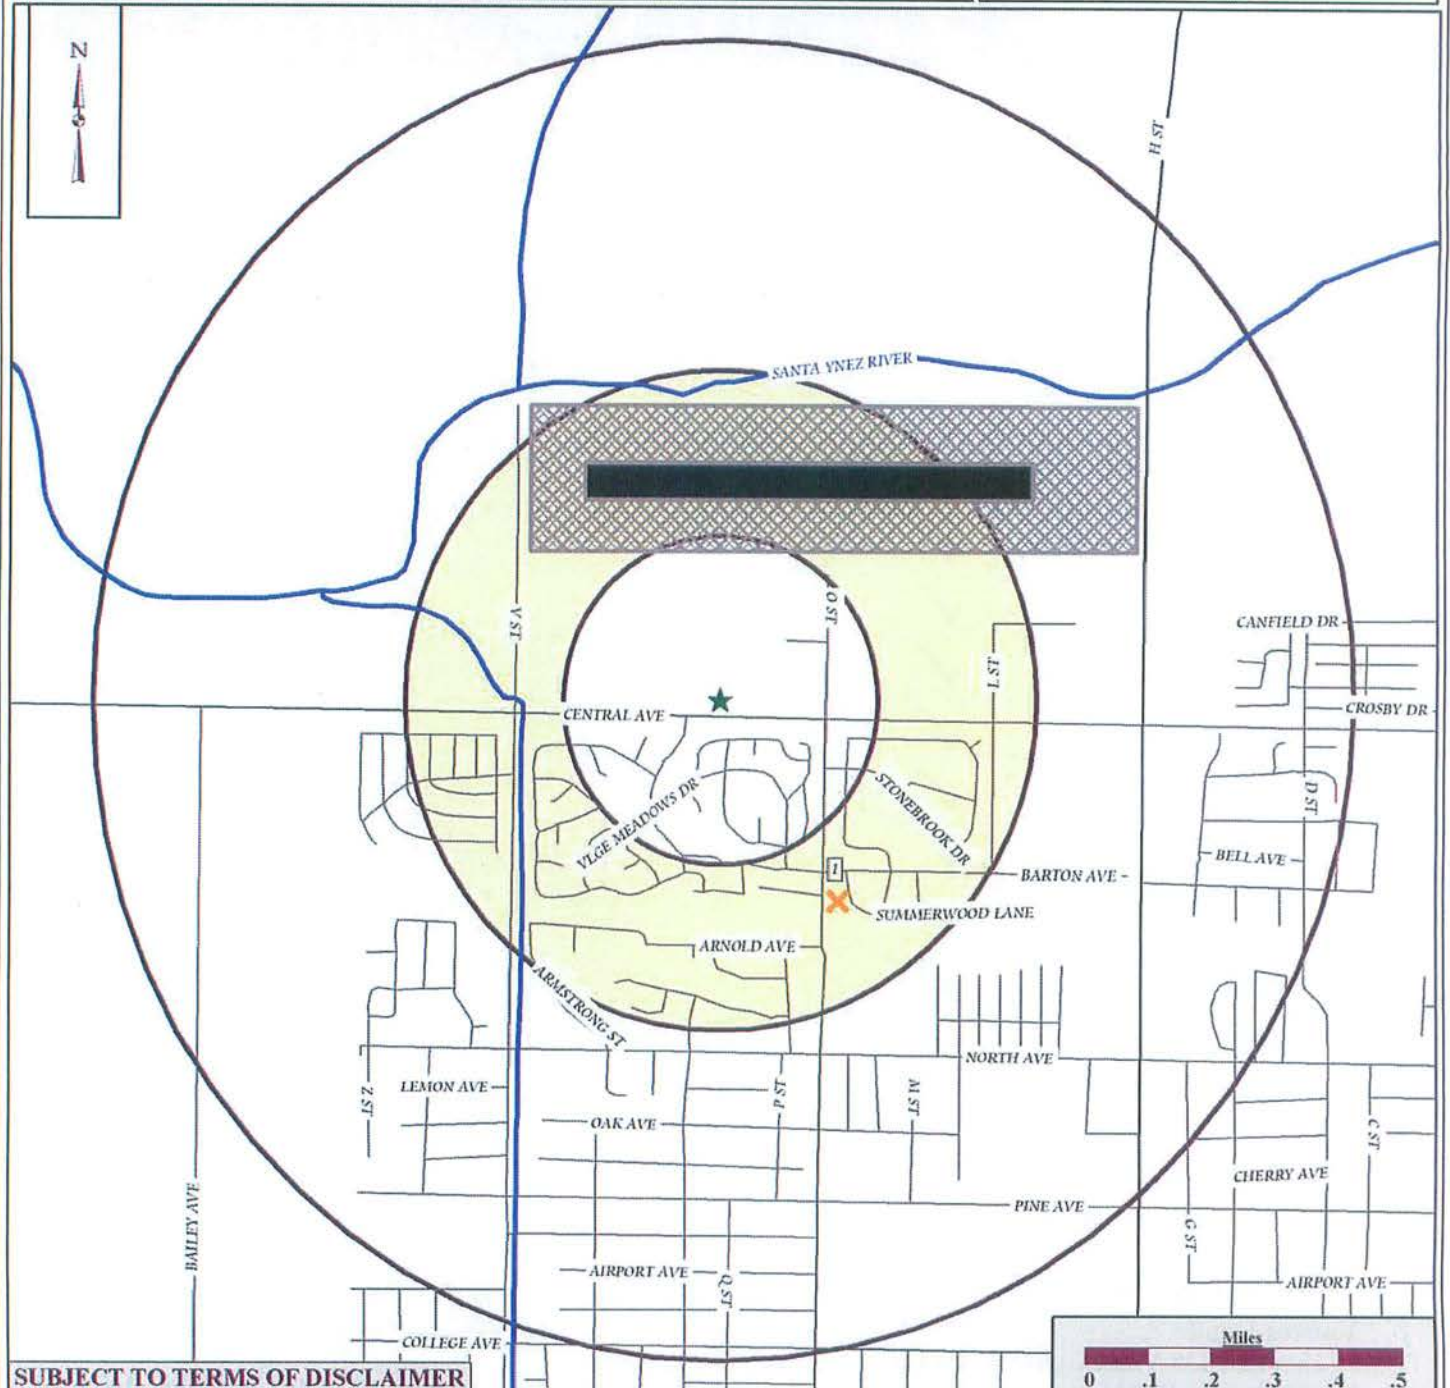 N
H ST
SANTA YNEZ RIVER
V ST
O ST
L ST
CANFIELD DR
CENTRAL AVE
CROSBY DR
VLGE MEADOWS DR
STONEBROOK DR
D ST
BELL AVE
1
BARTON AVE
SUMMERWOOD LANE
ARNOLD AVE
ARMSTRONG ST
NORTH AVE
LEMON AVE
Z ST
P ST
M ST
OAK AVE
C ST
CHERRY AVE
BAILEY AVE
PINE AVE
G ST
AIRPORT AVE
Q ST
AIRPORT AVE
COLLEGE AVE
Miles
0 .1 .2 .3 .4 .5
SUBJECT TO TERMS OF DISCLAIMER